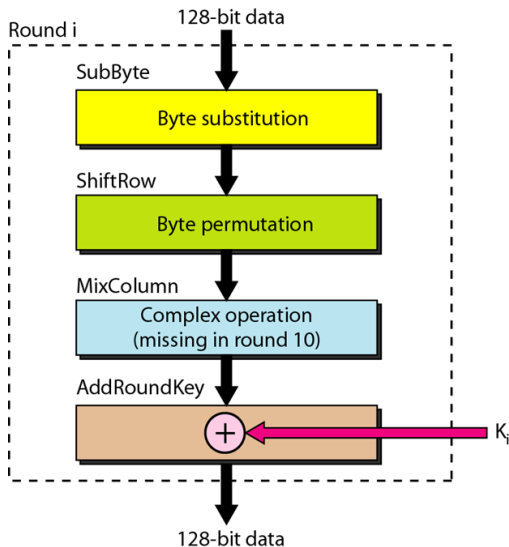 128-bit data
Round i
SubByte
Byte substitution
ShiftRow
Byte permutation
MixColumn
Complex operation
(missing in round 10)
AddRoundKey
+
Ki
128-bit data